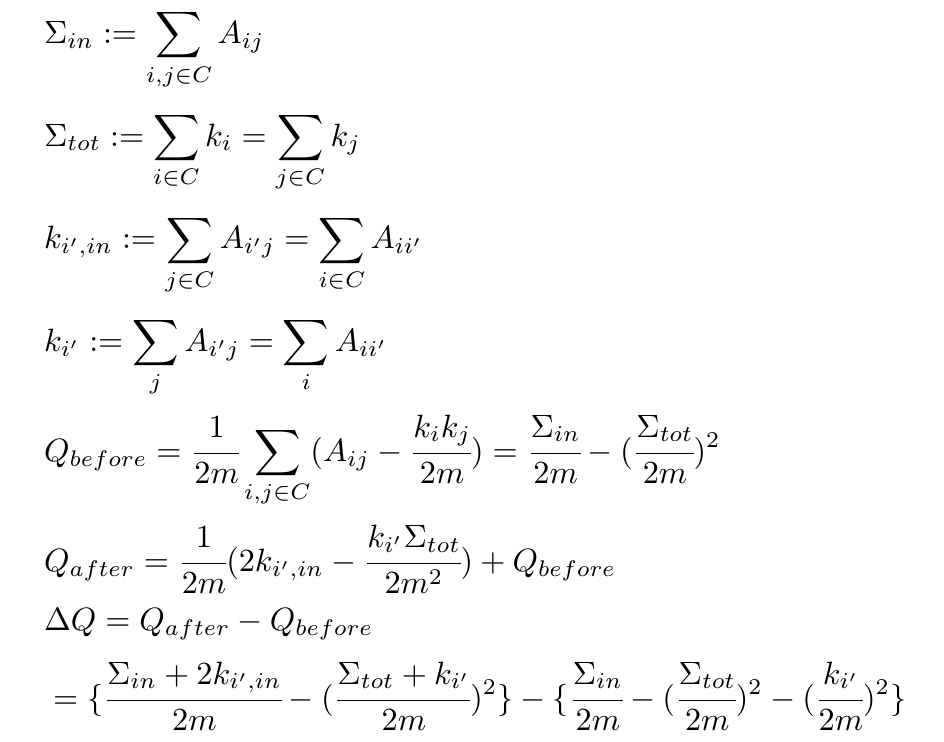 Σ_{in} := ∑_{i,j∈C} A_{ij}
Σ_{tot} := ∑_{i∈C} k_i = ∑_{j∈C} k_j
k_{i',in} := ∑_{j∈C} A_{i'j} = ∑_{i∈C} A_{ii'}
k_{i'} := ∑_j A_{i'j} = ∑_i A_{ii'}
Q_{before} = \frac{1}{2m} ∑_{i,j∈C} (A_{ij} − \frac{k_i k_j}{2m}) = \frac{Σ_{in}}{2m} − (\frac{Σ_{tot}}{2m})^2
Q_{after} = \frac{1}{2m}(2k_{i',in} − \frac{k_{i'}Σ_{tot}}{2m^2}) + Q_{before}
ΔQ = Q_{after} − Q_{before}
= {\frac{Σ_{in} + 2k_{i',in}}{2m} − (\frac{Σ_{tot} + k_{i'}}{2m})^2} − {\frac{Σ_{in}}{2m} − (\frac{Σ_{tot}}{2m})^2 − (\frac{k_{i'}}{2m})^2}